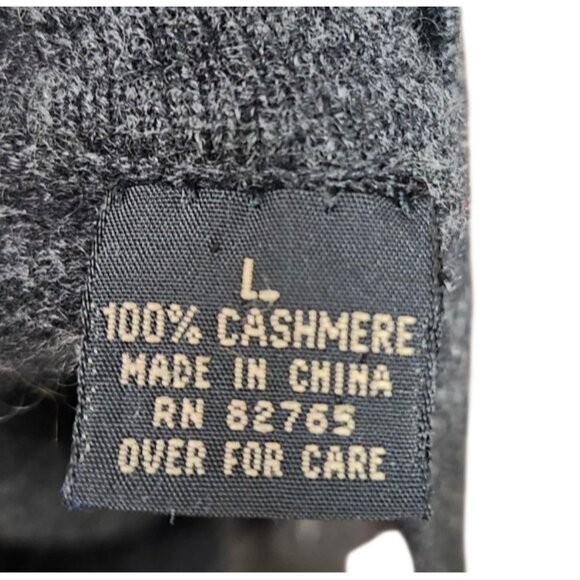 L.
100% CASHMERE
MADE IN CHINA
RN 82765
OVER FOR CARE